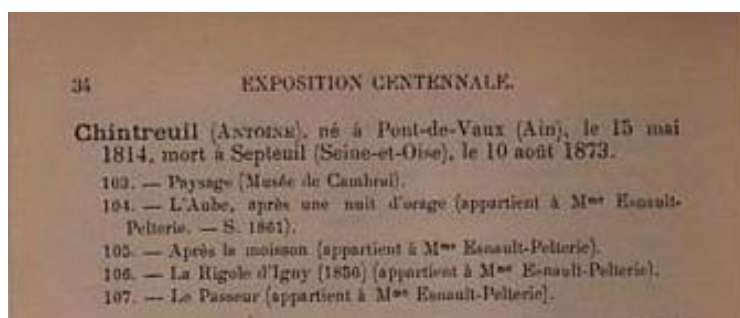 34 EXPOSITION CENTENNALE.
Chintreuil (ANTOINE), né à Pont-de-Vaux (Ain), le 15 mai
1814, mort à Septeuil (Seine-et-Oise), le 10 août 1873.
103. — Paysage (Musée de Cambrai).
104. — L'Aube, après une nuit d'orage (appartient à Mme Esnault-
Pelterie. — S. 1861).
105. — Après la moisson (appartient à Mme Esnault-Pelterie).
106. — La Rigole d'Igny (1856) (appartient à Mme Esnault-Pelterie).
107. — Le Passeur (appartient à Mme Esnault-Pelterie).